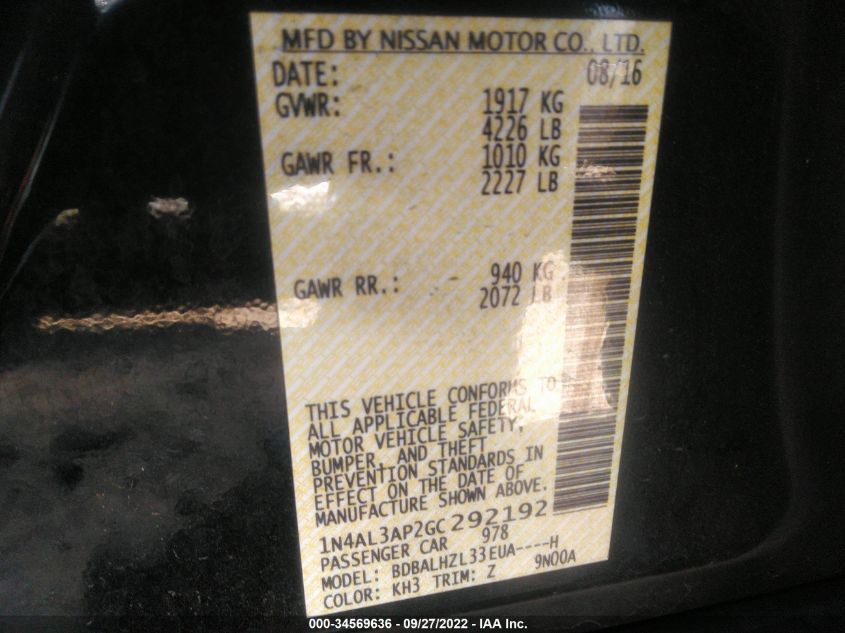 MFD BY NISSAN MOTOR CO., LTD.
DATE: 08/16
GVWR: 1917 KG
4226 LB
GAWR FR.: 1010 KG
2227 LB
GAWR RR.: 940 KG
2072 LB
THIS VEHICLE CONFORMS TO
ALL APPLICABLE FEDERAL
MOTOR VEHICLE SAFETY,
BUMPER, AND THEFT
PREVENTION STANDARDS IN
EFFECT ON THE DATE OF
MANUFACTURE SHOWN ABOVE.
1N4AL3AP2GC292192
PASSENGER CAR 978
MODEL: BDBALHZL33EUA----H
COLOR: KH3 TRIM: Z 9N00A
000-34569636 - 09/27/2022 - IAA Inc.